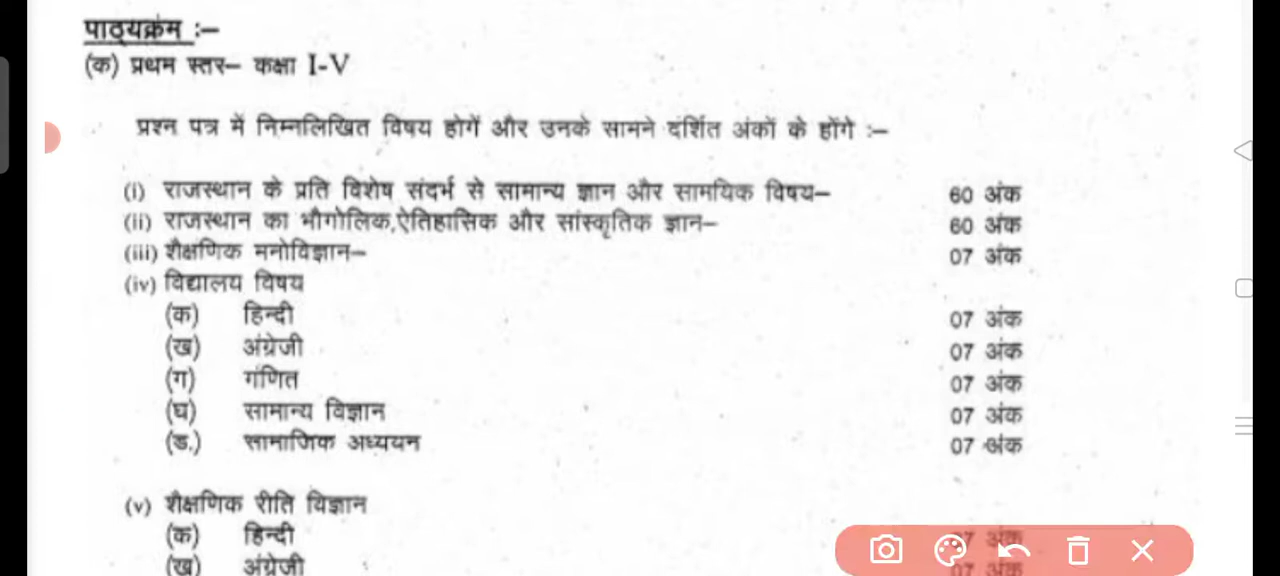 पाठ्यक्रम :–
(क) प्रथम स्तर– कक्षा I-V
प्रश्न पत्र में निम्नलिखित विषय होगें और उनके सामने दर्शित अंकों के होंगे :–
(i) राजस्थान के प्रति विशेष संदर्भ से सामान्य ज्ञान और सामयिक विषय– 60 अंक
(ii) राजस्थान का भौगोलिक,ऐतिहासिक और सांस्कृतिक ज्ञान– 60 अंक
(iii) शैक्षणिक मनोविज्ञान– 07 अंक
(iv) विद्यालय विषय
(क) हिन्दी 07 अंक
(ख) अंग्रेजी 07 अंक
(ग) गणित 07 अंक
(घ) सामान्य विज्ञान 07 अंक
(ड.) सामाजिक अध्ययन 07 अंक
(v) शैक्षणिक रीति विज्ञान
(क) हिन्दी 07 अंक
(ख) अंग्रेजी 07 अंक